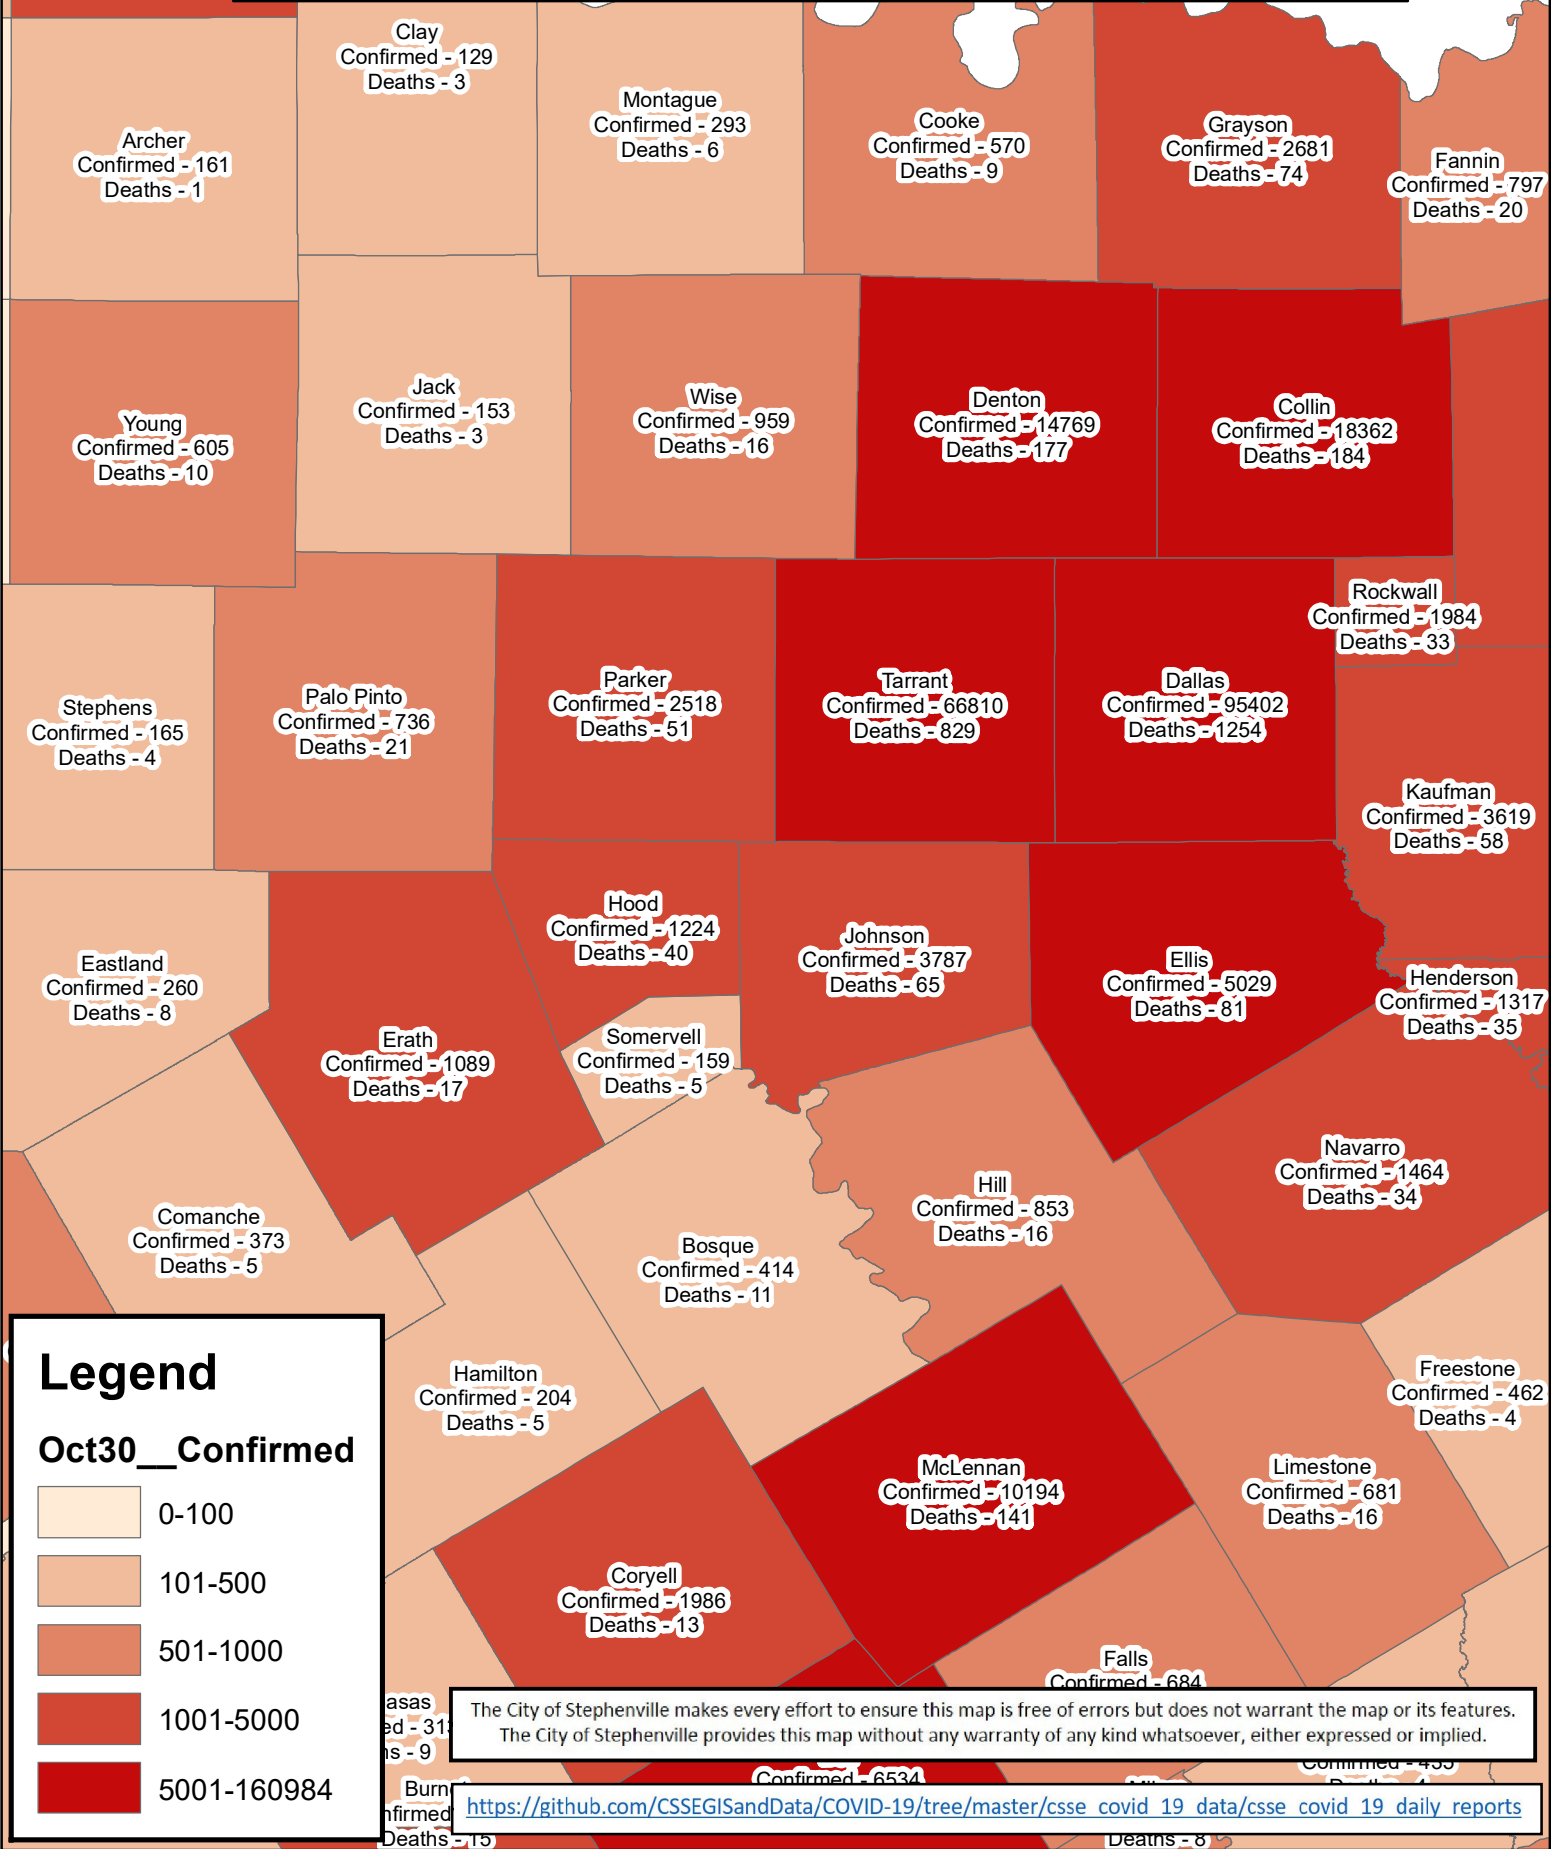 Clay
Confirmed - 129
Deaths - 3
Montague
Confirmed - 293
Deaths - 6
Cooke
Confirmed - 570
Deaths - 9
Grayson
Confirmed - 2681
Deaths - 74
Archer
Confirmed - 161
Deaths - 1
Fannin
Confirmed - 797
Deaths - 20
Jack
Confirmed - 153
Deaths - 3
Wise
Confirmed - 959
Deaths - 16
Denton
Confirmed - 14769
Deaths - 177
Collin
Confirmed - 18362
Deaths - 184
Young
Confirmed - 605
Deaths - 10
Rockwall
Confirmed - 1984
Deaths - 33
Stephens
Confirmed - 165
Deaths - 4
Palo Pinto
Confirmed - 736
Deaths - 21
Parker
Confirmed - 2518
Deaths - 51
Tarrant
Confirmed - 66810
Deaths - 829
Dallas
Confirmed - 95402
Deaths - 1254
Kaufman
Confirmed - 3619
Deaths - 58
Hood
Confirmed - 1224
Deaths - 40
Johnson
Confirmed - 3787
Deaths - 65
Eastland
Confirmed - 260
Deaths - 8
Ellis
Confirmed - 5029
Deaths - 81
Henderson
Confirmed - 1317
Deaths - 35
Erath
Confirmed - 1089
Deaths - 17
Somervell
Confirmed - 159
Deaths - 5
Navarro
Confirmed - 1464
Deaths - 34
Hill
Confirmed - 853
Deaths - 16
Comanche
Confirmed - 373
Deaths - 5
Bosque
Confirmed - 414
Deaths - 11
Hamilton
Confirmed - 204
Deaths - 5
Freestone
Confirmed - 462
Deaths - 4
McLennan
Confirmed - 10194
Deaths - 141
Limestone
Confirmed - 681
Deaths - 16
Coryell
Confirmed - 1986
Deaths - 13
Falls
Confirmed - 684
asas
ed - 313
ns - 9
Confirmed - 6534
Confirmed - 435
Burn
nfirmed
Deaths - 15
Deaths - 8
Legend
Oct30__Confirmed
0-100
101-500
501-1000
1001-5000
5001-160984
The City of Stephenville makes every effort to ensure this map is free of errors but does not warrant the map or its features.
The City of Stephenville provides this map without any warranty of any kind whatsoever, either expressed or implied.
https://github.com/CSSEGISandData/COVID-19/tree/master/csse_covid_19_data/csse_covid_19_daily_reports